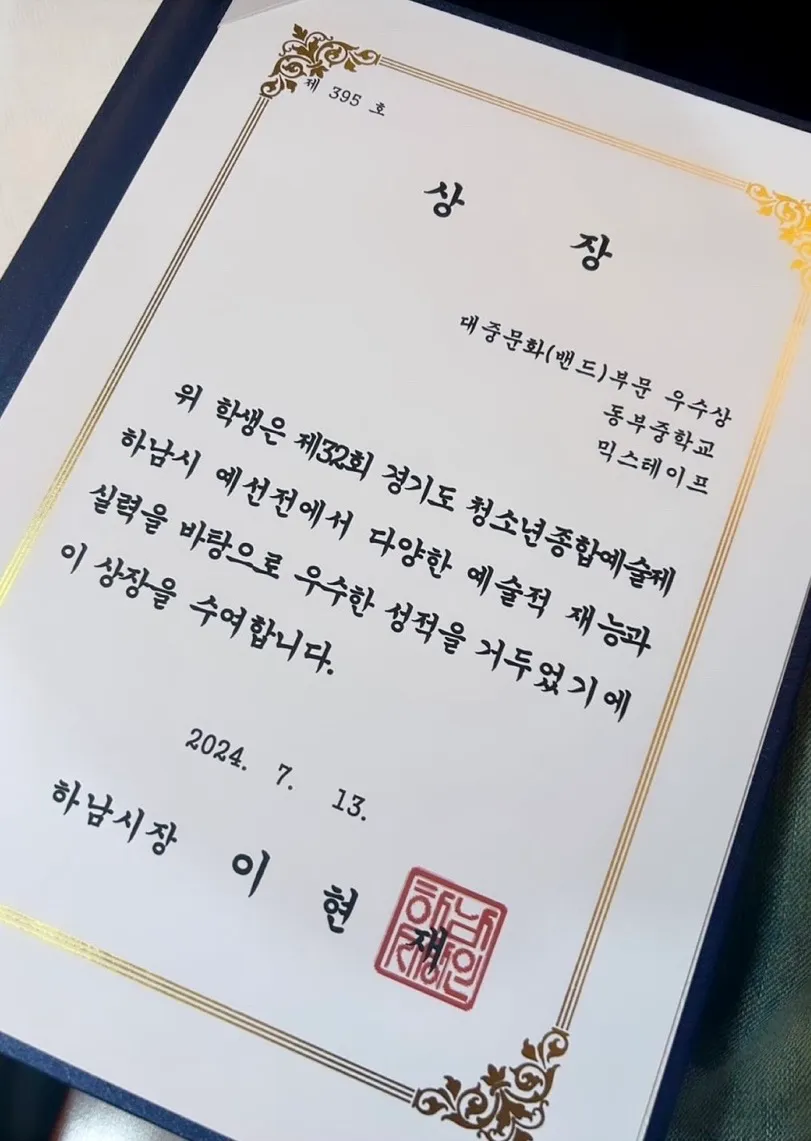 제 395 호
상 장
대중문화(밴드)부문 우수상
동부중학교
믹스테이프
위 학생은 제32회 경기도 청소년종합예술제
하남시 예선전에서 다양한 예술적 재능과
실력을 바탕으로 우수한 성적을 거두었기에
이 상장을 수여합니다.
2024. 7. 13.
하남시장 이 현 재
하남
시장인